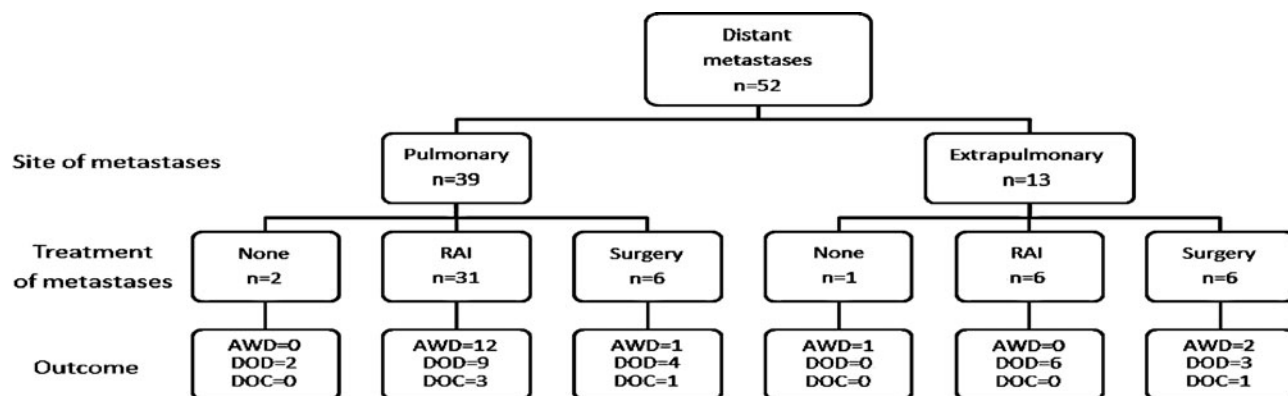 Distant
metastases
n=52
Site of metastases
Pulmonary
n=39
Extrapulmonary
n=13
Treatment
of metastases
None
n=2
RAI
n=31
Surgery
n=6
None
n=1
RAI
n=6
Surgery
n=6
Outcome
AWD=0
DOD=2
DOC=0
AWD=12
DOD=9
DOC=3
AWD=1
DOD=4
DOC=1
AWD=1
DOD=0
DOC=0
AWD=0
DOD=6
DOC=0
AWD=2
DOD=3
DOC=1